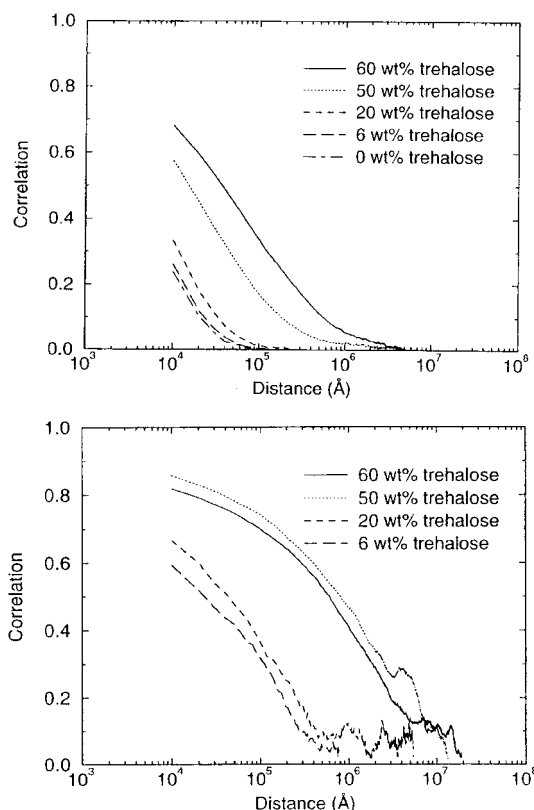 1.0
0.8
0.6
0.4
0.2
0.0
Correlation
60 wt% trehalose
50 wt% trehalose
20 wt% trehalose
6 wt% trehalose
0 wt% trehalose
10³ 10⁴ 10⁵ 10⁶ 10⁷ 10⁸
Distance (Å)
1.0
0.8
0.6
0.4
0.2
0.0
Correlation
60 wt% trehalose
50 wt% trehalose
20 wt% trehalose
6 wt% trehalose
10³ 10⁴ 10⁵ 10⁶ 10⁷ 10⁸
Distance (Å)